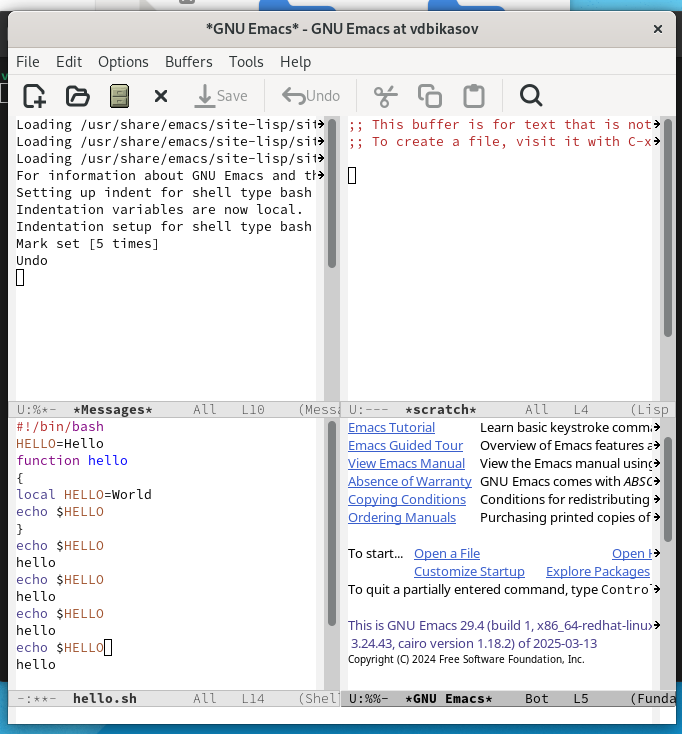 *GNU Emacs* - GNU Emacs at vdbikasov
File Edit Options Buffers Tools Help
Save Undo
Loading /usr/share/emacs/site-lisp/sit
Loading /usr/share/emacs/site-lisp/sit
Loading /usr/share/emacs/site-lisp/sit
For information about GNU Emacs and th
Setting up indent for shell type bash
Indentation variables are now local.
Indentation setup for shell type bash
Mark set [5 times]
Undo
U:%*- *Messages* All L10 (Messa
;; This buffer is for text that is not
;; To create a file, visit it with C-x
U:--- *scratch* All L4 (Lisp
#!/bin/bash
HELLO=Hello
function hello
{
local HELLO=World
echo $HELLO
}
echo $HELLO
hello
echo $HELLO
hello
echo $HELLO
hello
echo $HELLO
hello
-:**- hello.sh All L14 (Shel
Emacs Tutorial Learn basic keystroke comm
Emacs Guided Tour Overview of Emacs features a
View Emacs Manual View the Emacs manual using
Absence of Warranty GNU Emacs comes with ABSO
Copying Conditions Conditions for redistributing
Ordering Manuals Purchasing printed copies of
To start... Open a File Open H
Customize Startup Explore Packages
To quit a partially entered command, type Contro
This is GNU Emacs 29.4 (build 1, x86_64-redhat-linux
3.24.43, cairo version 1.18.2) of 2025-03-13
Copyright (C) 2024 Free Software Foundation, Inc.
U:%%- *GNU Emacs* Bot L5 (Funda